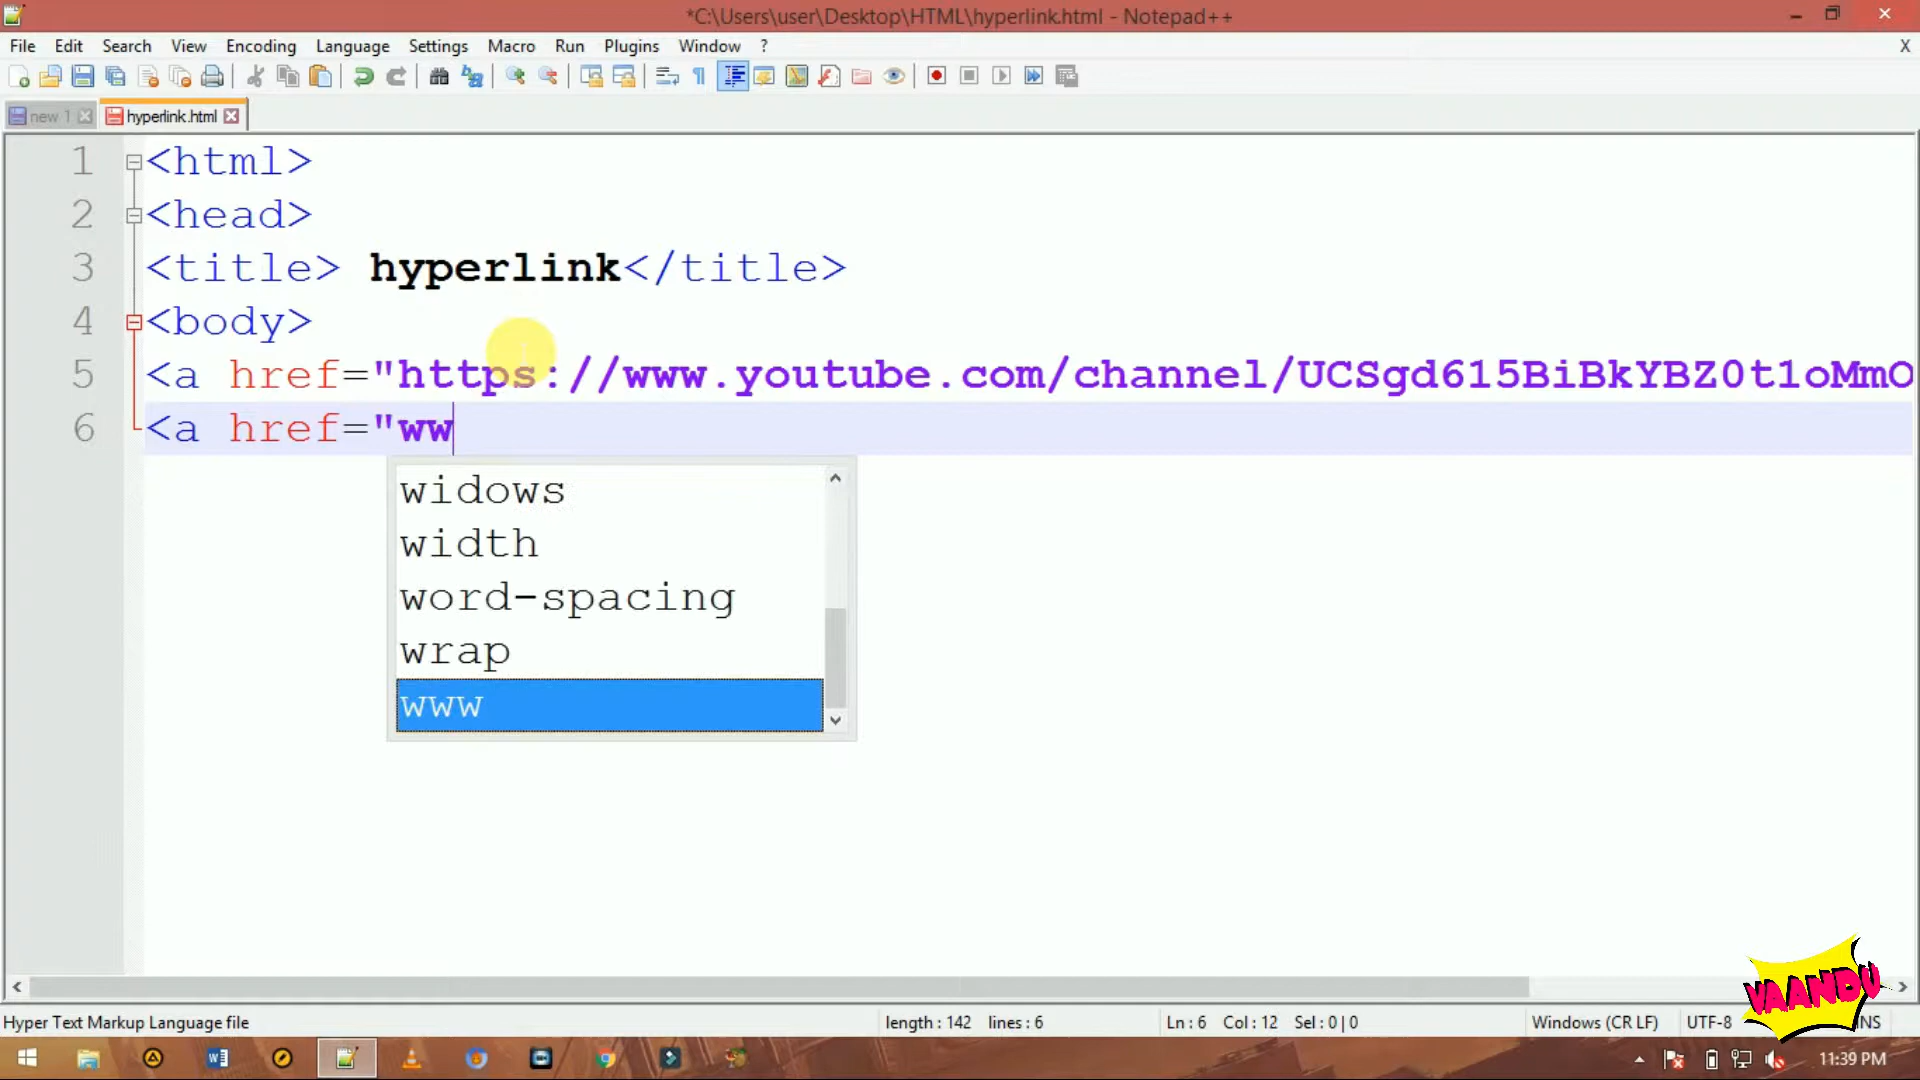 *C:\Users\user\Desktop\HTML\hyperlink.html - Notepad++
File Edit Search View Encoding Language Settings Macro Run Plugins Window ? X
new 1 hyperlink.html
1 <html>
2 <head>
3 <title> hyperlink</title>
4 <body>
5 <a href="https://www.youtube.com/channel/UCSgd615BiBkYBZ0t1oMmO
6 <a href="ww
widows
width
word-spacing
wrap
www
VAANDU
Hyper Text Markup Language file length : 142 lines : 6 Ln : 6 Col : 12 Sel : 0 | 0 Windows (CR LF) UTF-8 NS
11:39 PM